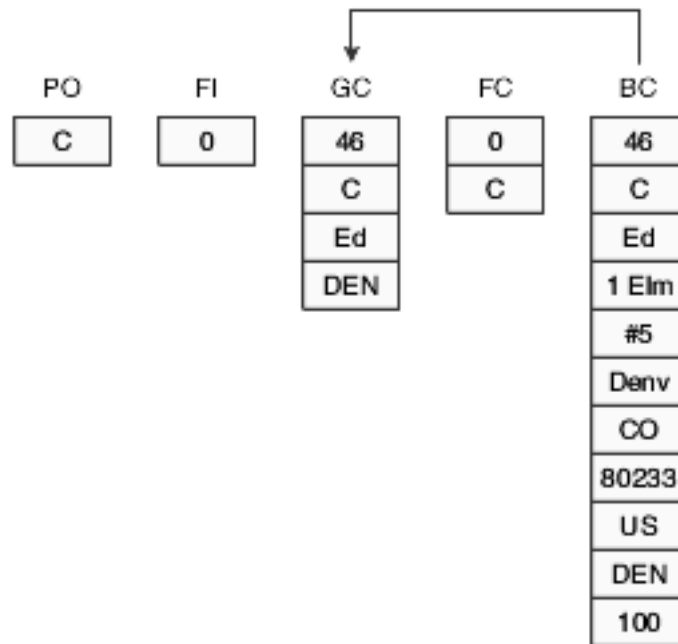 PO FI GC FC BC
C 0 46 0 46
C C C
Ed Ed
DEN 1 Elm
#5
Denv
CO
80233
US
DEN
100